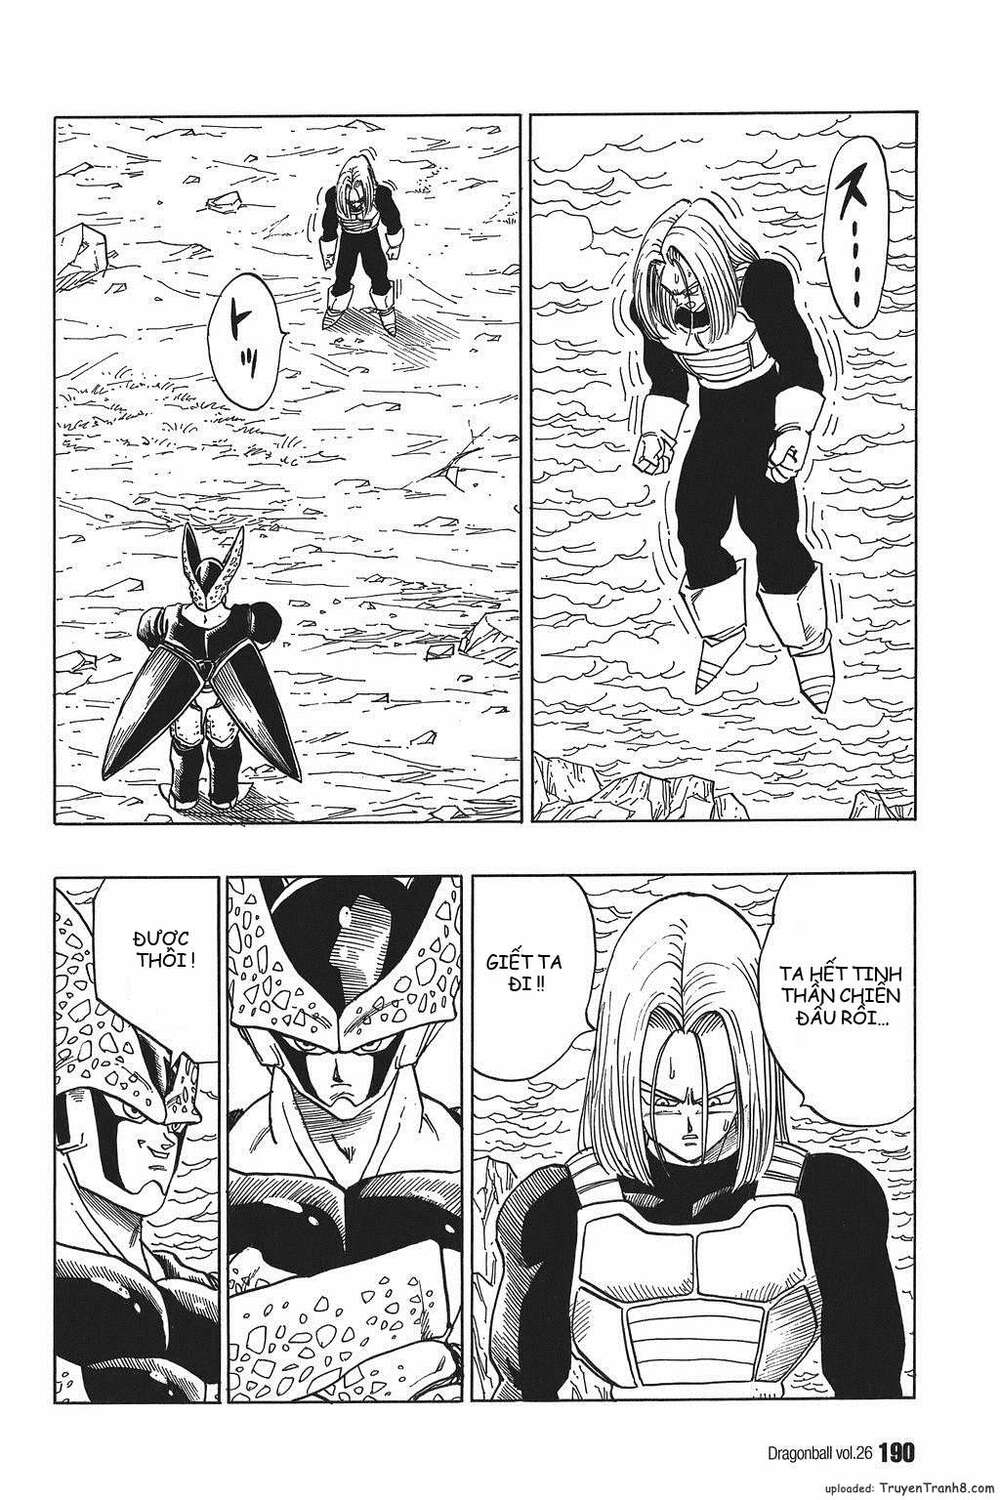 ス……
トッ
TA HẾT TINH
THẦN CHIẾN
ĐẤU RỒI...
GIẾT TA
ĐI !!
ĐƯỢC
THÔI !
Dragonball vol.26 190
uploaded: TruyenTranh8.com